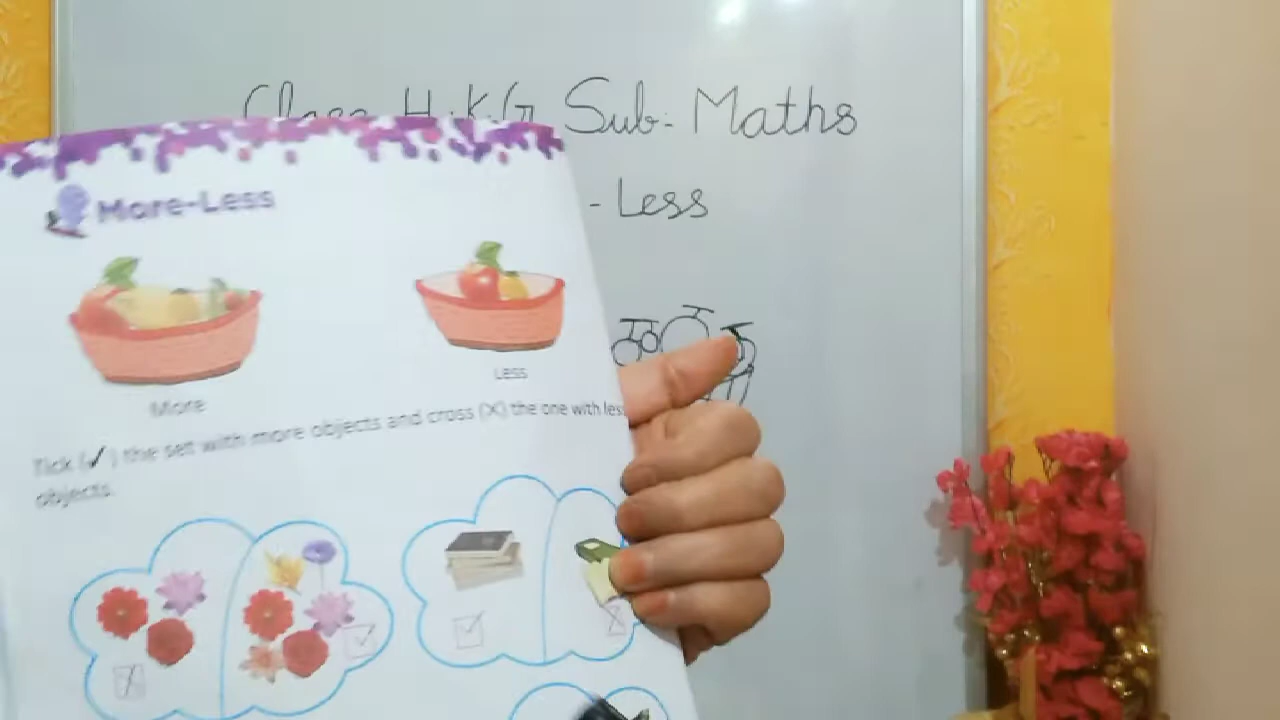 Class H.K.G Sub: Maths
- Less
More-Less
More
Less
Tick (✓) the set with more objects and cross (X) the one with less
objects.